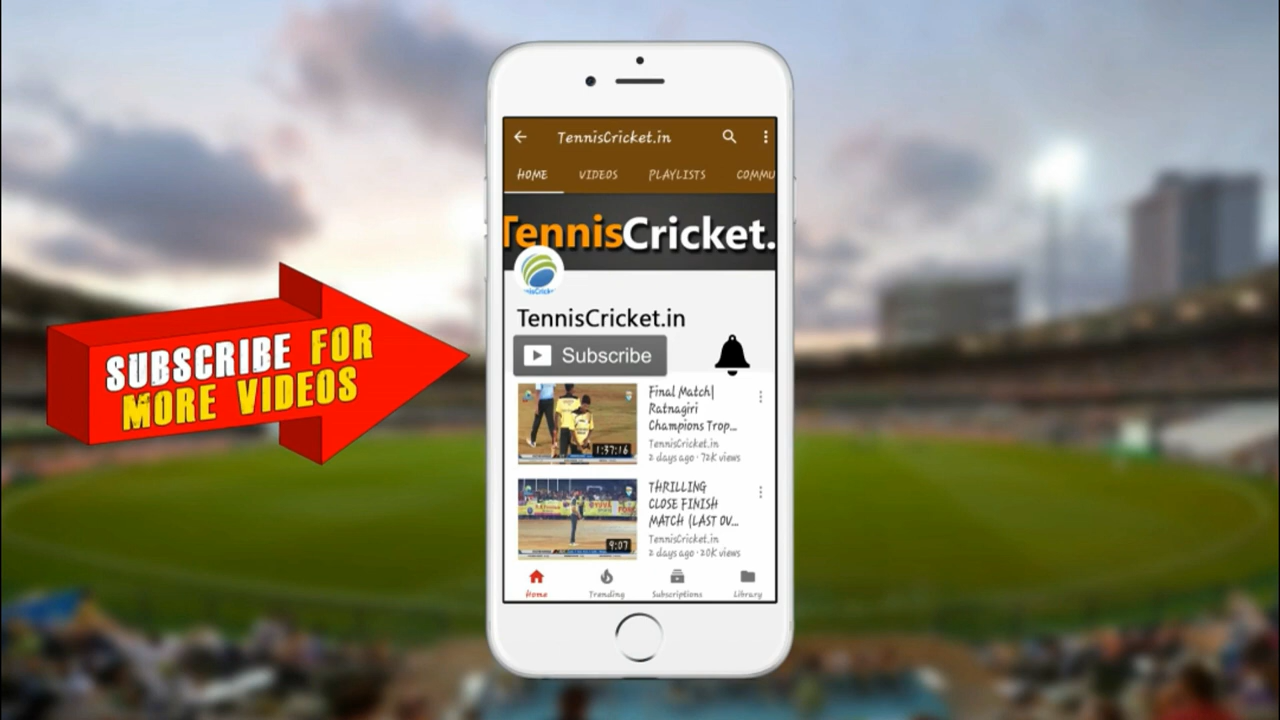 TennisCricket.in
HOME VIDEOS PLAYLISTS COMMU
TennisCricket.
TennisCricket.in
Subscribe
SUBSCRIBE FOR
MORE VIDEOS
Final Match|
Ratnagiri
Champions Trop...
TennisCricket.in
2 days ago · 72K views
1:37:16
THRILLING
CLOSE FINISH
MATCH (LAST OV...
TennisCricket.in
2 days ago · 20K views
9:07
Home Trending Subscriptions Library